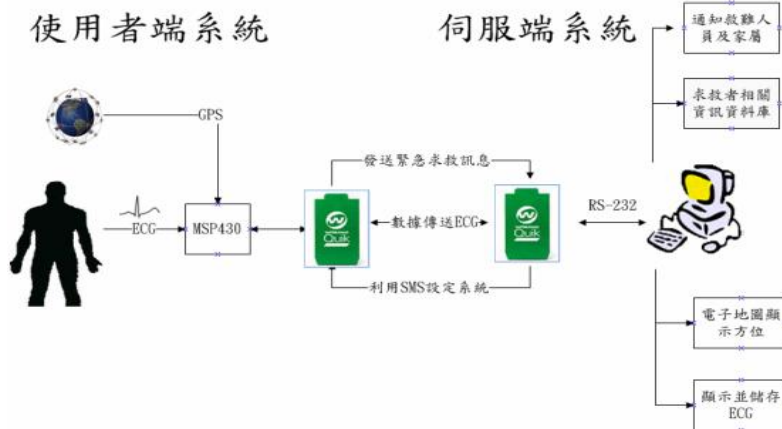 使用者端系統
伺服端系統
通知救難人
員及家屬
求救者相關
資訊資料庫
GPS
發送緊急求救訊息
ECG
MSP430
Quik
數據傳送ECG
Quik
RS-232
利用SMS設定系統
電子地圖顯
示方位
顯示並儲存
ECG